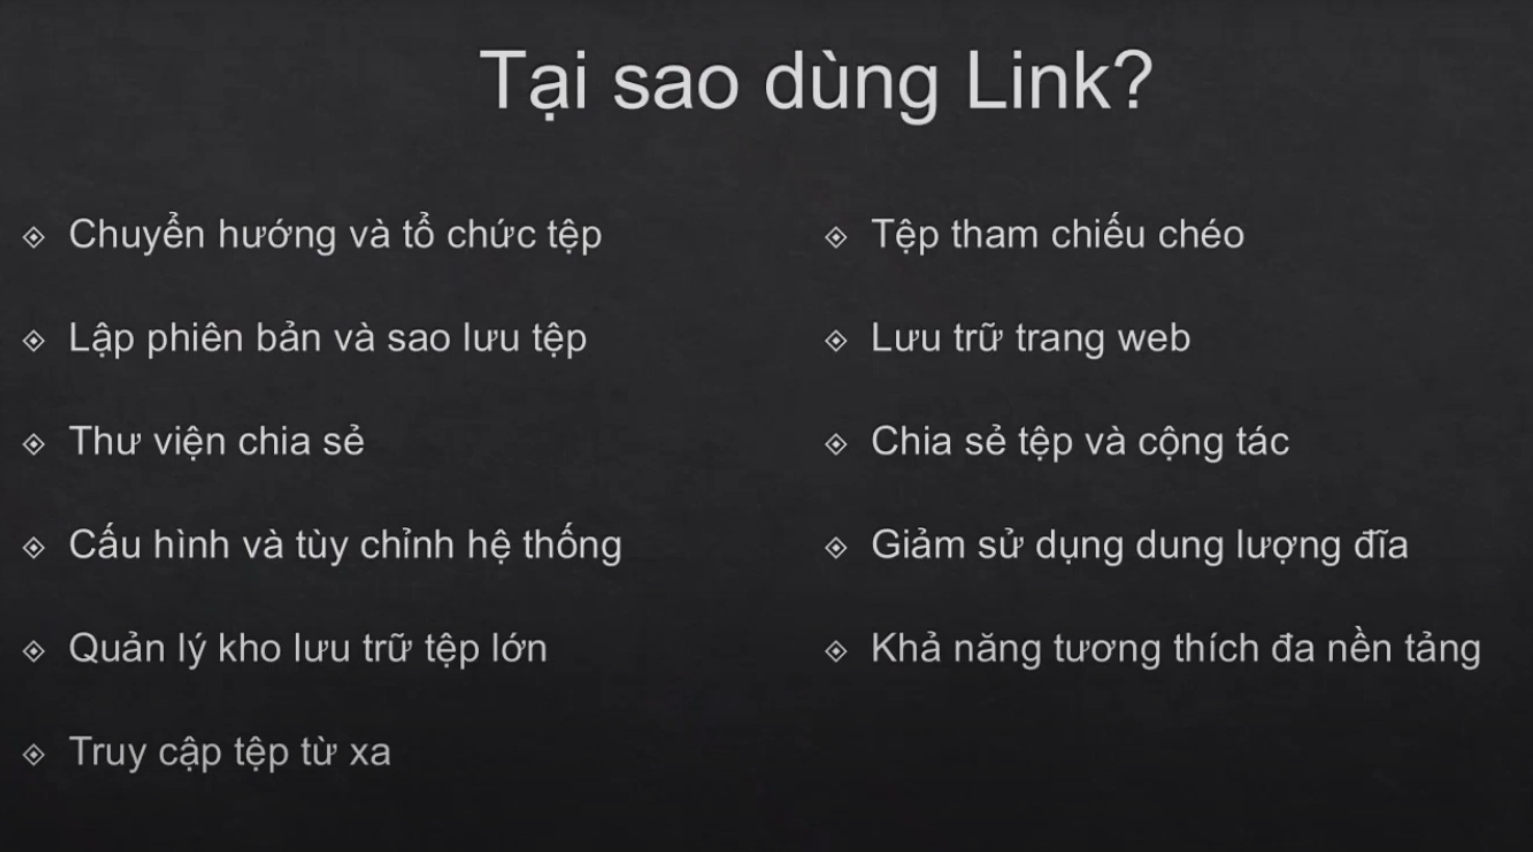 Tại sao dùng Link?
Chuyển hướng và tổ chức tệp
Lập phiên bản và sao lưu tệp
Thư viện chia sẻ
Cấu hình và tùy chỉnh hệ thống
Quản lý kho lưu trữ tệp lớn
Truy cập tệp từ xa
Tệp tham chiếu chéo
Lưu trữ trang web
Chia sẻ tệp và cộng tác
Giảm sử dụng dung lượng đĩa
Khả năng tương thích đa nền tảng